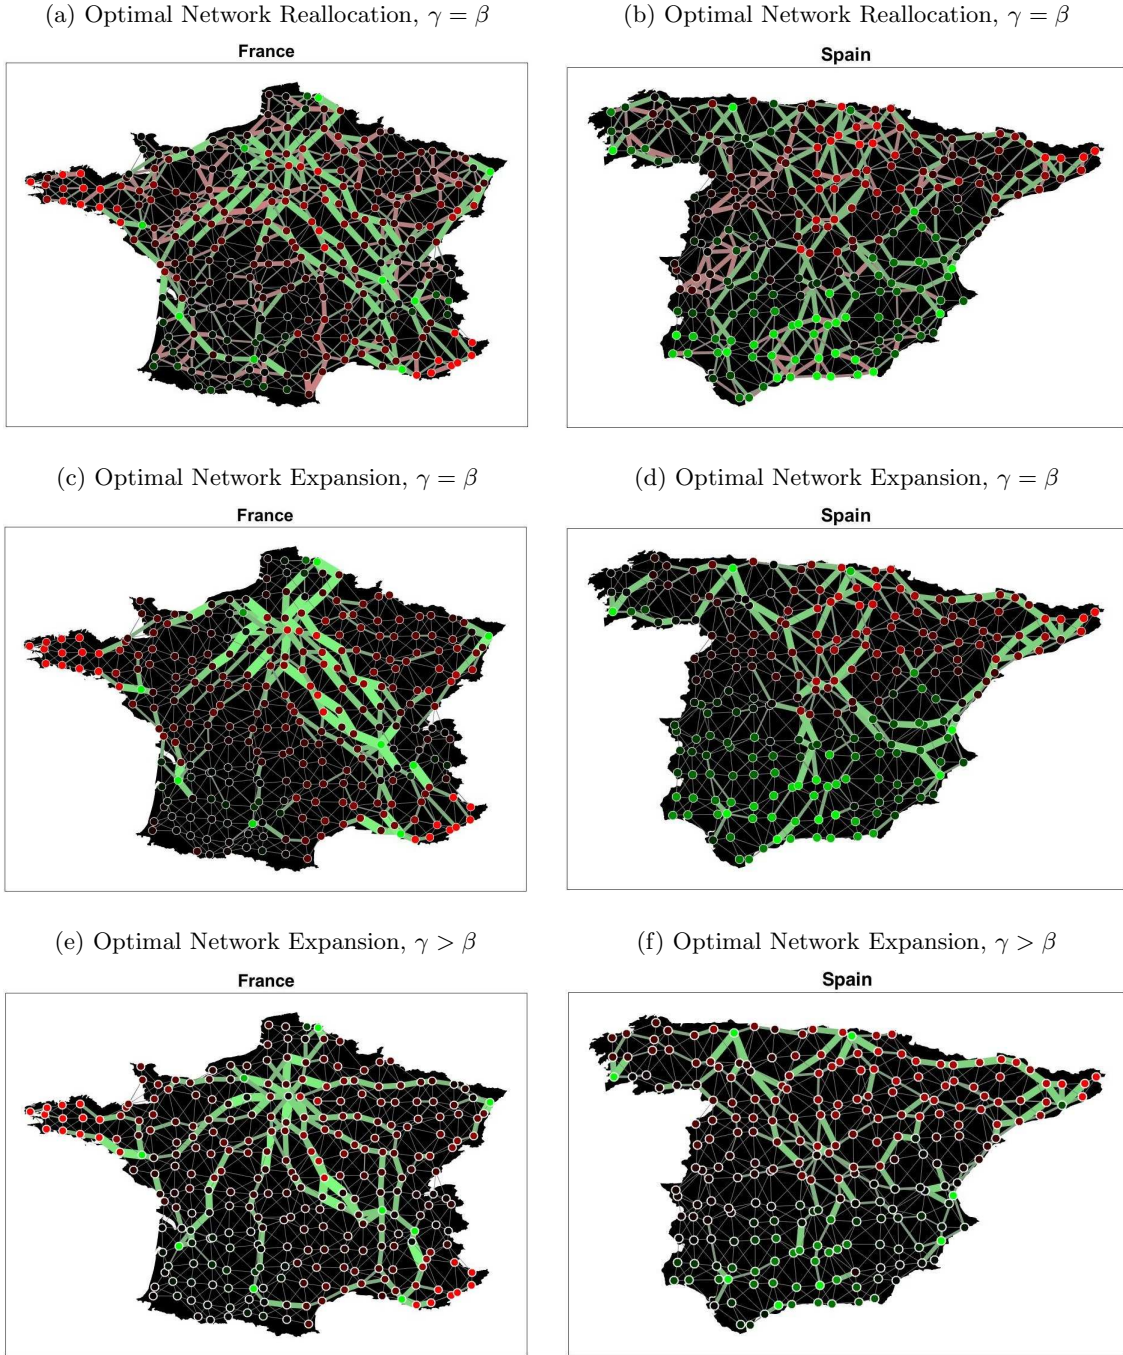 (a) Optimal Network Reallocation, γ = β
(b) Optimal Network Reallocation, γ = β
France
Spain
(c) Optimal Network Expansion, γ = β
(d) Optimal Network Expansion, γ = β
France
Spain
(e) Optimal Network Expansion, γ > β
(f) Optimal Network Expansion, γ > β
France
Spain